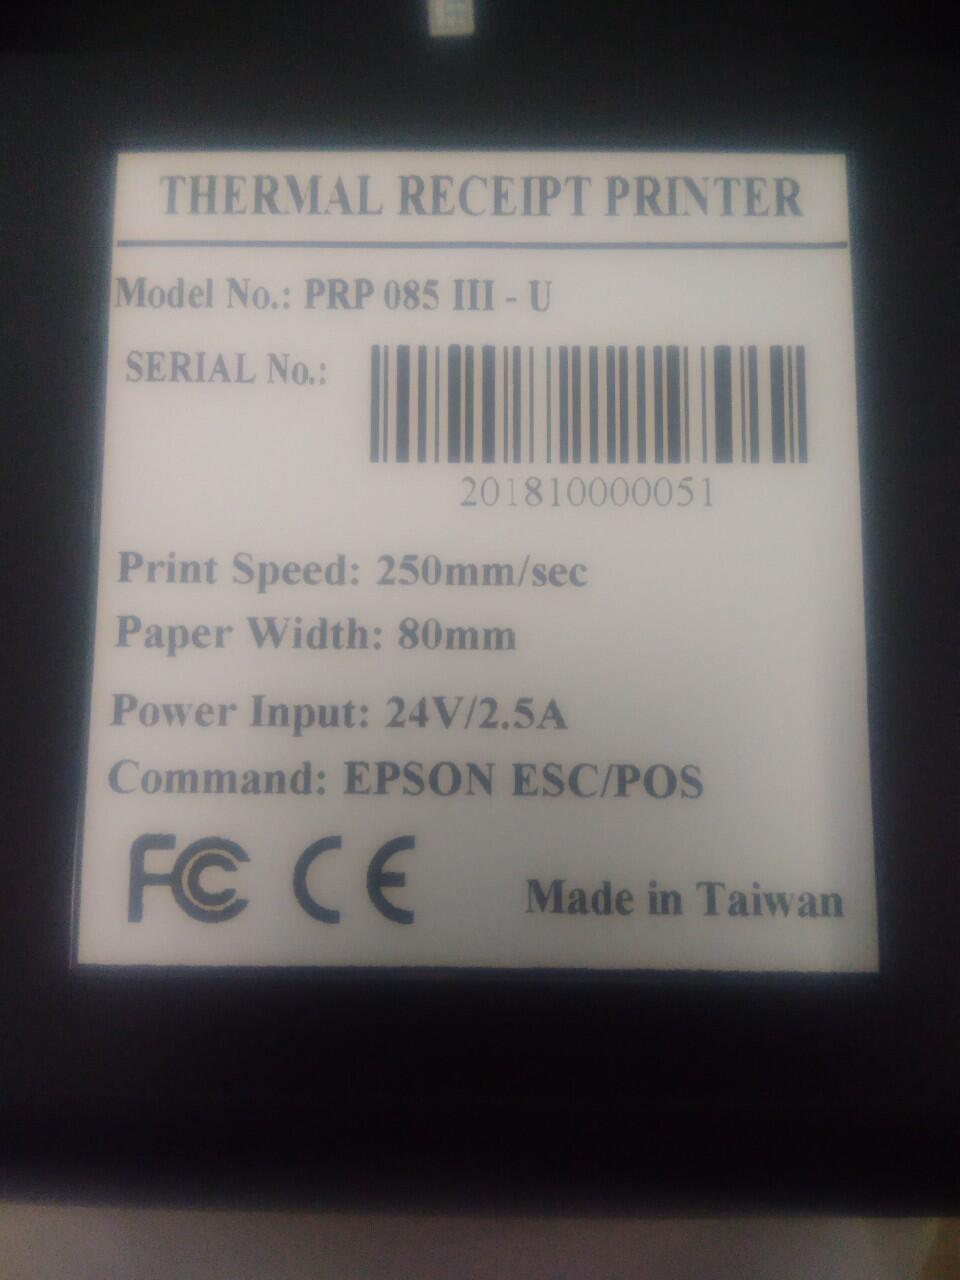 THERMAL RECEIPT PRINTER
Model No.: PRP 085 III - U
SERIAL No.:
201810000051
Print Speed: 250mm/sec
Paper Width: 80mm
Power Input: 24V/2.5A
Command: EPSON ESC/POS
FC CE
Made in Taiwan